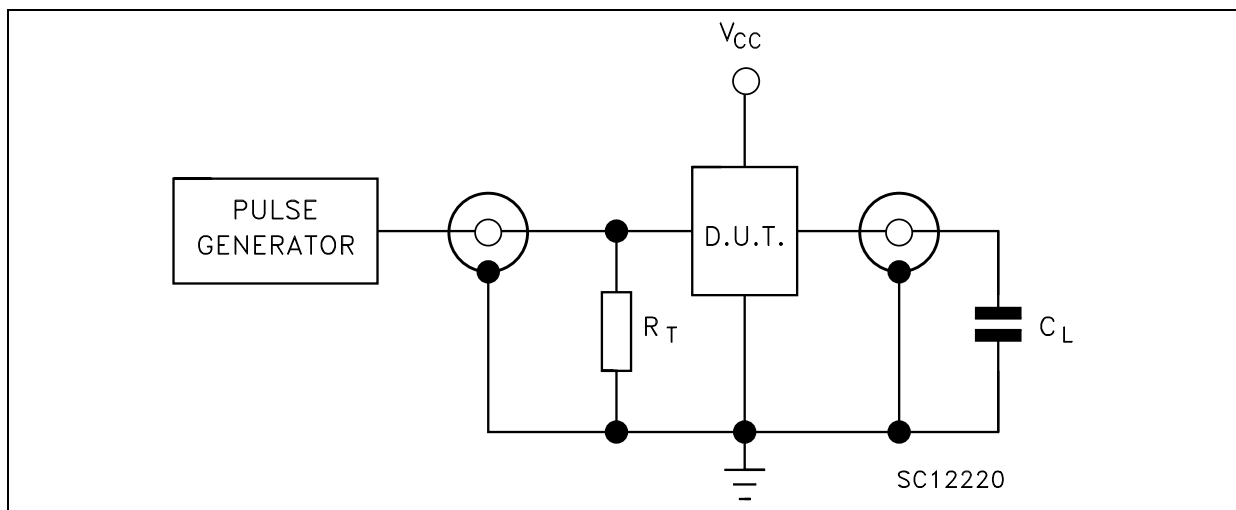 VCC
PULSE
GENERATOR
D.U.T.
RT
CL
SC12220